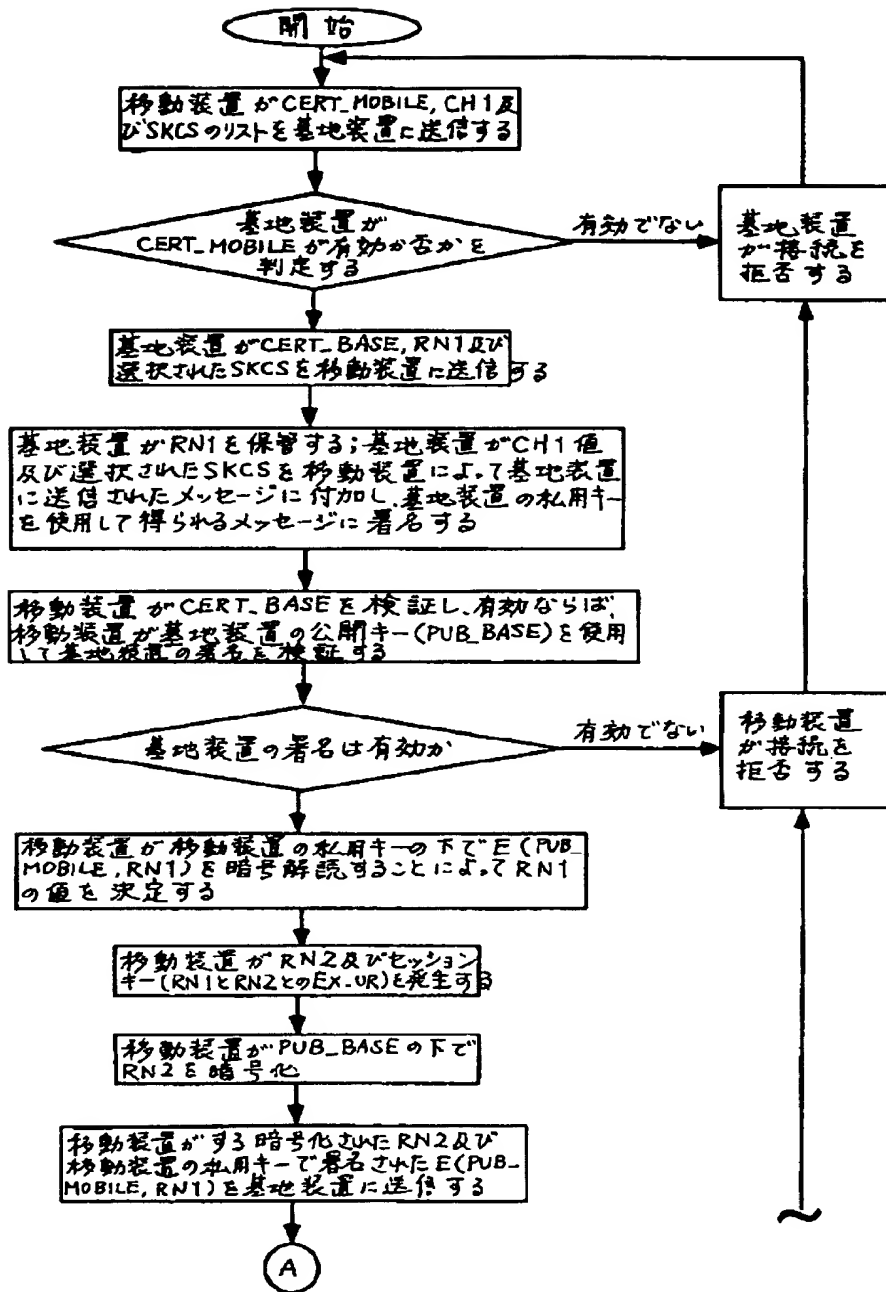 開始
移動装置がCERT_MOBILE, CH1及
びSKCSのリストを基地装置に送信する
基地装置が
CERT_MOBILEが有効か否かを
判定する
有効でない
基地装置
が接続を
拒否する
基地装置がCERT_BASE, RN1及び
選択されたSKCSを移動装置に送信する
基地装置がRN1を保管する;基地装置がCH1値
及び選択されたSKCSを移動装置によって基地装置
に送信されたメッセージに付加し、基地装置の私用キー
を使用して得られるメッセージに署名する
移動装置がCERT_BASEを検証し、有効ならば、
移動装置が基地装置の公開キー(PUB_BASE)を使用
して基地装置の署名を検証する
基地装置の署名は有効か
有効でない
移動装置
が接続を
拒否する
移動装置が移動装置の私用キーの下でE(PUB_
MOBILE, RN1)を暗号解読することによってRN1
の値を決定する
移動装置がRN2及びセッション
キー(RN1とRN2とのEX_OR)を発生する
移動装置がPUB_BASEの下で
RN2を暗号化
移動装置がする暗号化されたRN2及び
移動装置の私用キーで署名されたE(PUB_
MOBILE, RN1)を基地装置に送信する
A